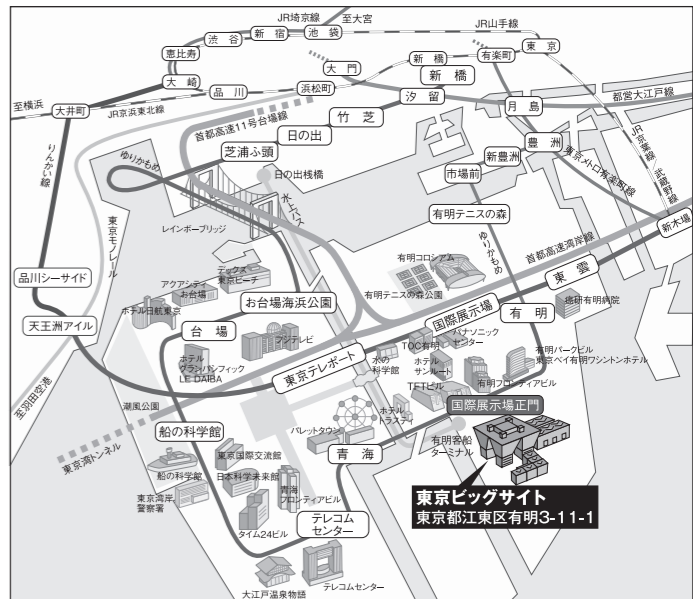 JR埼京線
至大宮
JR山手線
渋谷
新宿
池袋
恵比寿
新橋
有楽町
東京
大門
新橋
大崎
品川
浜松町
汐留
月島
都営大江戸線
至横浜
大井町
JR京浜東北線
首都高速11号台場線
竹芝
日の出
芝浦ふ頭
豊洲
新豊洲
市場前
東京メトロ有楽町線
JR京葉線
武蔵野線
りんかい線
ゆりかもめ
日の出桟橋
水上バス
レインボーブリッジ
有明テニスの森
ゆりかもめ
新木場
首都高速湾岸線
東京モノレール
有明コロシアム
有明テニスの森公園
東雲
品川シーサイド
デックス
東京ビーチ
アクアシティ
お台場
お台場海浜公園
ホテル日航東京
台場
フジテレビ
国際展示場
有明
癌研有明病院
天王洲アイル
TOC有明
パナソニック
センター
水の
科学館
ホテル
サンルート
有明パークビル
東京ベイ有明ワシントンホテル
ホテル
グランパシフィック
LE DAIBA
東京テレポート
TFTビル
有明フロンティアビル
至羽田空港
潮風公園
ホテル
トラスティ
国際展示場正門
船の科学館
パレットタウン
青海
有明客船
ターミナル
東京湾トンネル
東京国際交流館
船の科学館
日本科学未来館
青海
フロンティアビル
東京湾岸
警察署
東京ビッグサイト
東京都江東区有明3-11-1
タイム24ビル
テレコム
センター
大江戸温泉物語
テレコムセンター